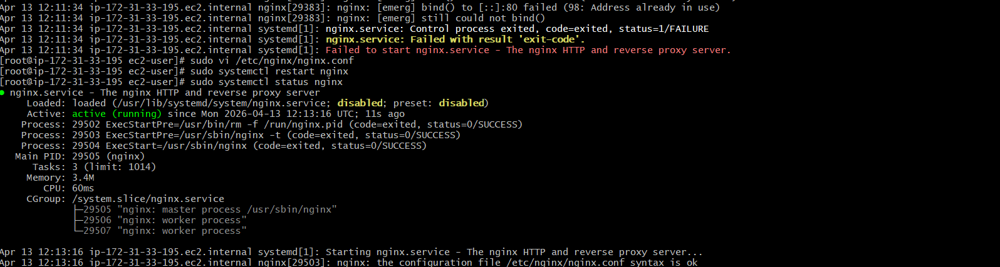 Apr 13 12:11:34 ip-172-31-33-195.ec2.internal nginx[29383]: nginx: [emerg] bind() to [::]:80 failed (98: Address already in use)
Apr 13 12:11:34 ip-172-31-33-195.ec2.internal nginx[29383]: nginx: [emerg] still could not bind()
Apr 13 12:11:34 ip-172-31-33-195.ec2.internal systemd[1]: nginx.service: Control process exited, code=exited, status=1/FAILURE
Apr 13 12:11:34 ip-172-31-33-195.ec2.internal systemd[1]: nginx.service: Failed with result 'exit-code'.
Apr 13 12:11:34 ip-172-31-33-195.ec2.internal systemd[1]: Failed to start nginx.service - The nginx HTTP and reverse proxy server.
[root@ip-172-31-33-195 ec2-user]# sudo vi /etc/nginx/nginx.conf
[root@ip-172-31-33-195 ec2-user]# sudo systemctl restart nginx
[root@ip-172-31-33-195 ec2-user]# sudo systemctl status nginx
● nginx.service - The nginx HTTP and reverse proxy server
Loaded: loaded (/usr/lib/systemd/system/nginx.service; disabled; preset: disabled)
Active: active (running) since Mon 2026-04-13 12:13:16 UTC; 11s ago
Process: 29502 ExecStartPre=/usr/bin/rm -f /run/nginx.pid (code=exited, status=0/SUCCESS)
Process: 29503 ExecStartPre=/usr/sbin/nginx -t (code=exited, status=0/SUCCESS)
Process: 29504 ExecStart=/usr/sbin/nginx (code=exited, status=0/SUCCESS)
Main PID: 29505 (nginx)
Tasks: 3 (limit: 1014)
Memory: 3.4M
CPU: 60ms
CGroup: /system.slice/nginx.service
├─29505 "nginx: master process /usr/sbin/nginx"
├─29506 "nginx: worker process"
└─29507 "nginx: worker process"
Apr 13 12:13:16 ip-172-31-33-195.ec2.internal systemd[1]: Starting nginx.service - The nginx HTTP and reverse proxy server...
Apr 13 12:13:16 ip-172-31-33-195.ec2.internal nginx[29503]: nginx: the configuration file /etc/nginx/nginx.conf syntax is ok